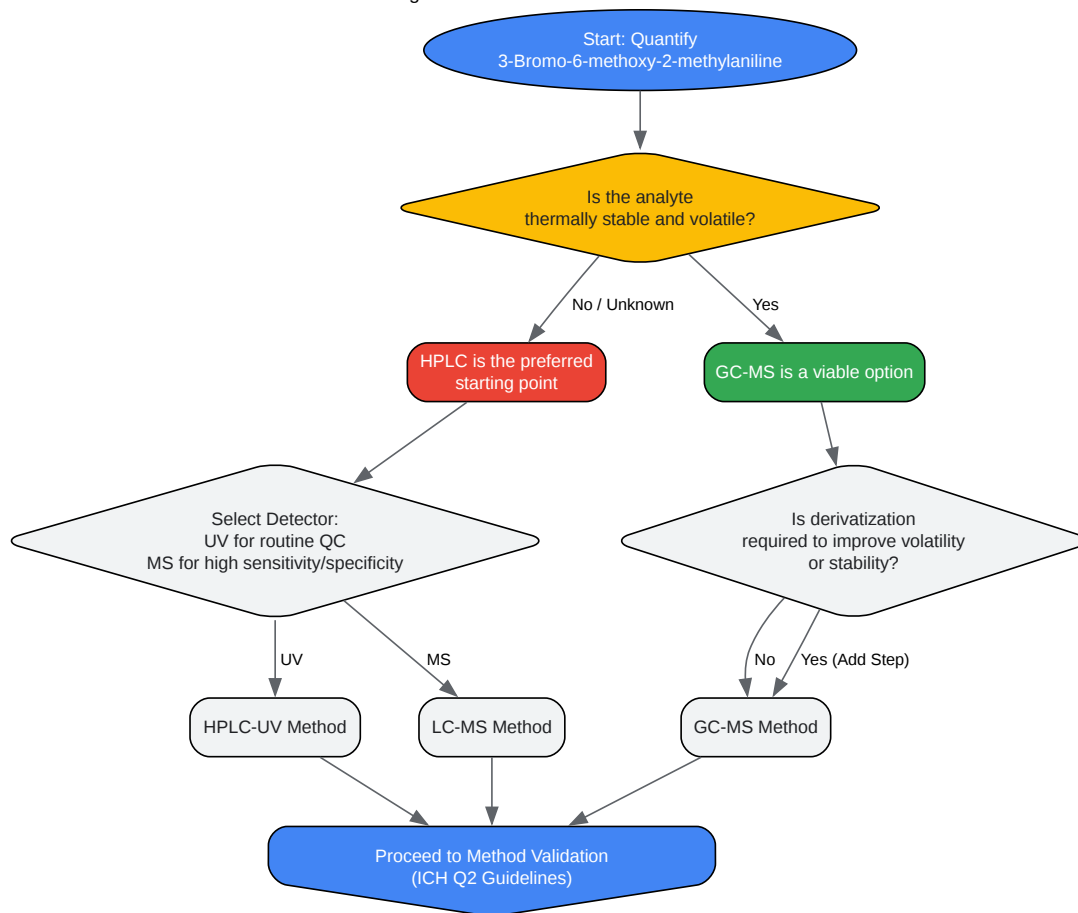 Start: Quantify
3-Bromo-6-methoxy-2-methylaniline
Is the analyte
thermally stable and volatile?
No / Unknown
Yes
HPLC is the preferred
starting point
GC-MS is a viable option
Select Detector:
UV for routine QC
MS for high sensitivity/specificity
Is derivatization
required to improve volatility
or stability?
UV
MS
No
Yes (Add Step)
HPLC-UV Method
LC-MS Method
GC-MS Method
Proceed to Method Validation
(ICH Q2 Guidelines)